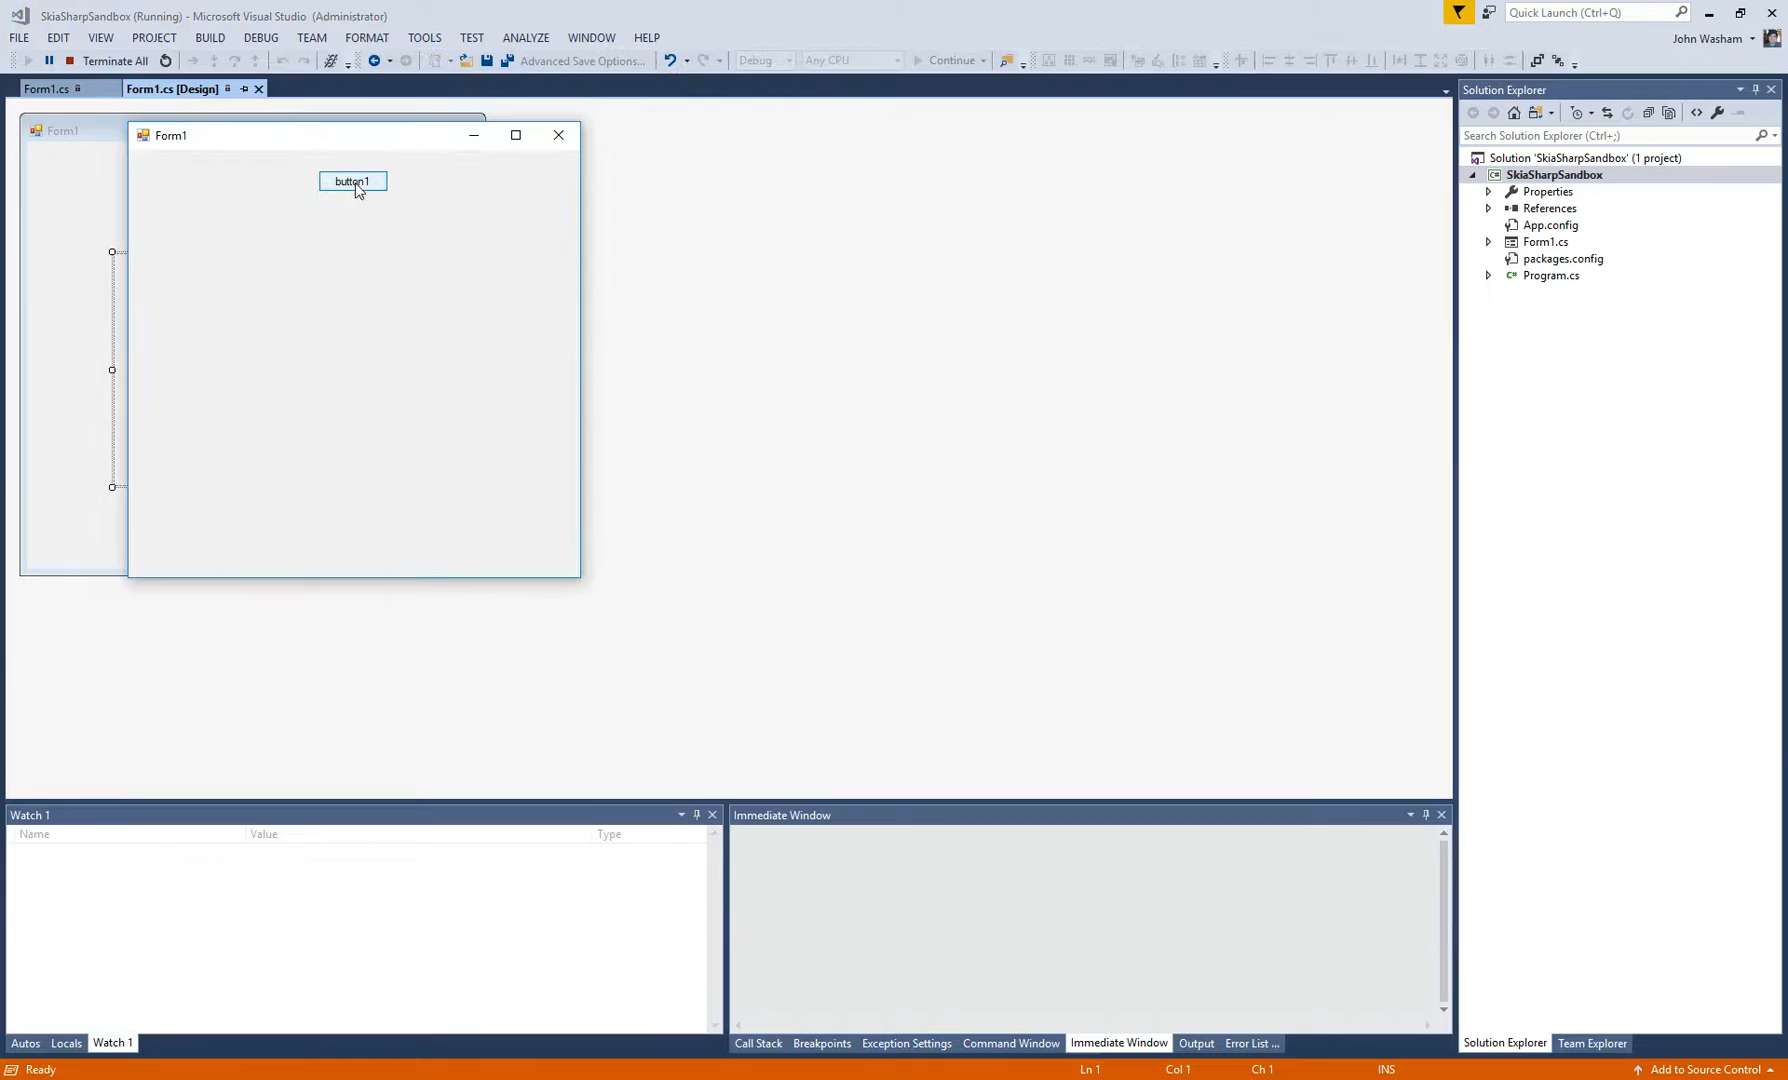 SkiaSharpSandbox (Running) - Microsoft Visual Studio (Administrator)
Quick Launch (Ctrl+Q)
FILE EDIT VIEW PROJECT BUILD DEBUG TEAM FORMAT TOOLS TEST ANALYZE WINDOW HELP
John Washam
Terminate All
Advanced Save Options...
Debug
Any CPU
Continue
Form1.cs
Form1.cs [Design]
Form1
Form1
button1
Solution Explorer
Search Solution Explorer (Ctrl+;)
Solution 'SkiaSharpSandbox' (1 project)
SkiaSharpSandbox
Properties
References
App.config
Form1.cs
packages.config
C# Program.cs
Watch 1
Name Value Type
Immediate Window
Autos Locals Watch 1
Call Stack Breakpoints Exception Settings Command Window Immediate Window Output Error List ...
Solution Explorer Team Explorer
Ready
Ln 1 Col 1 Ch 1 INS
Add to Source Control